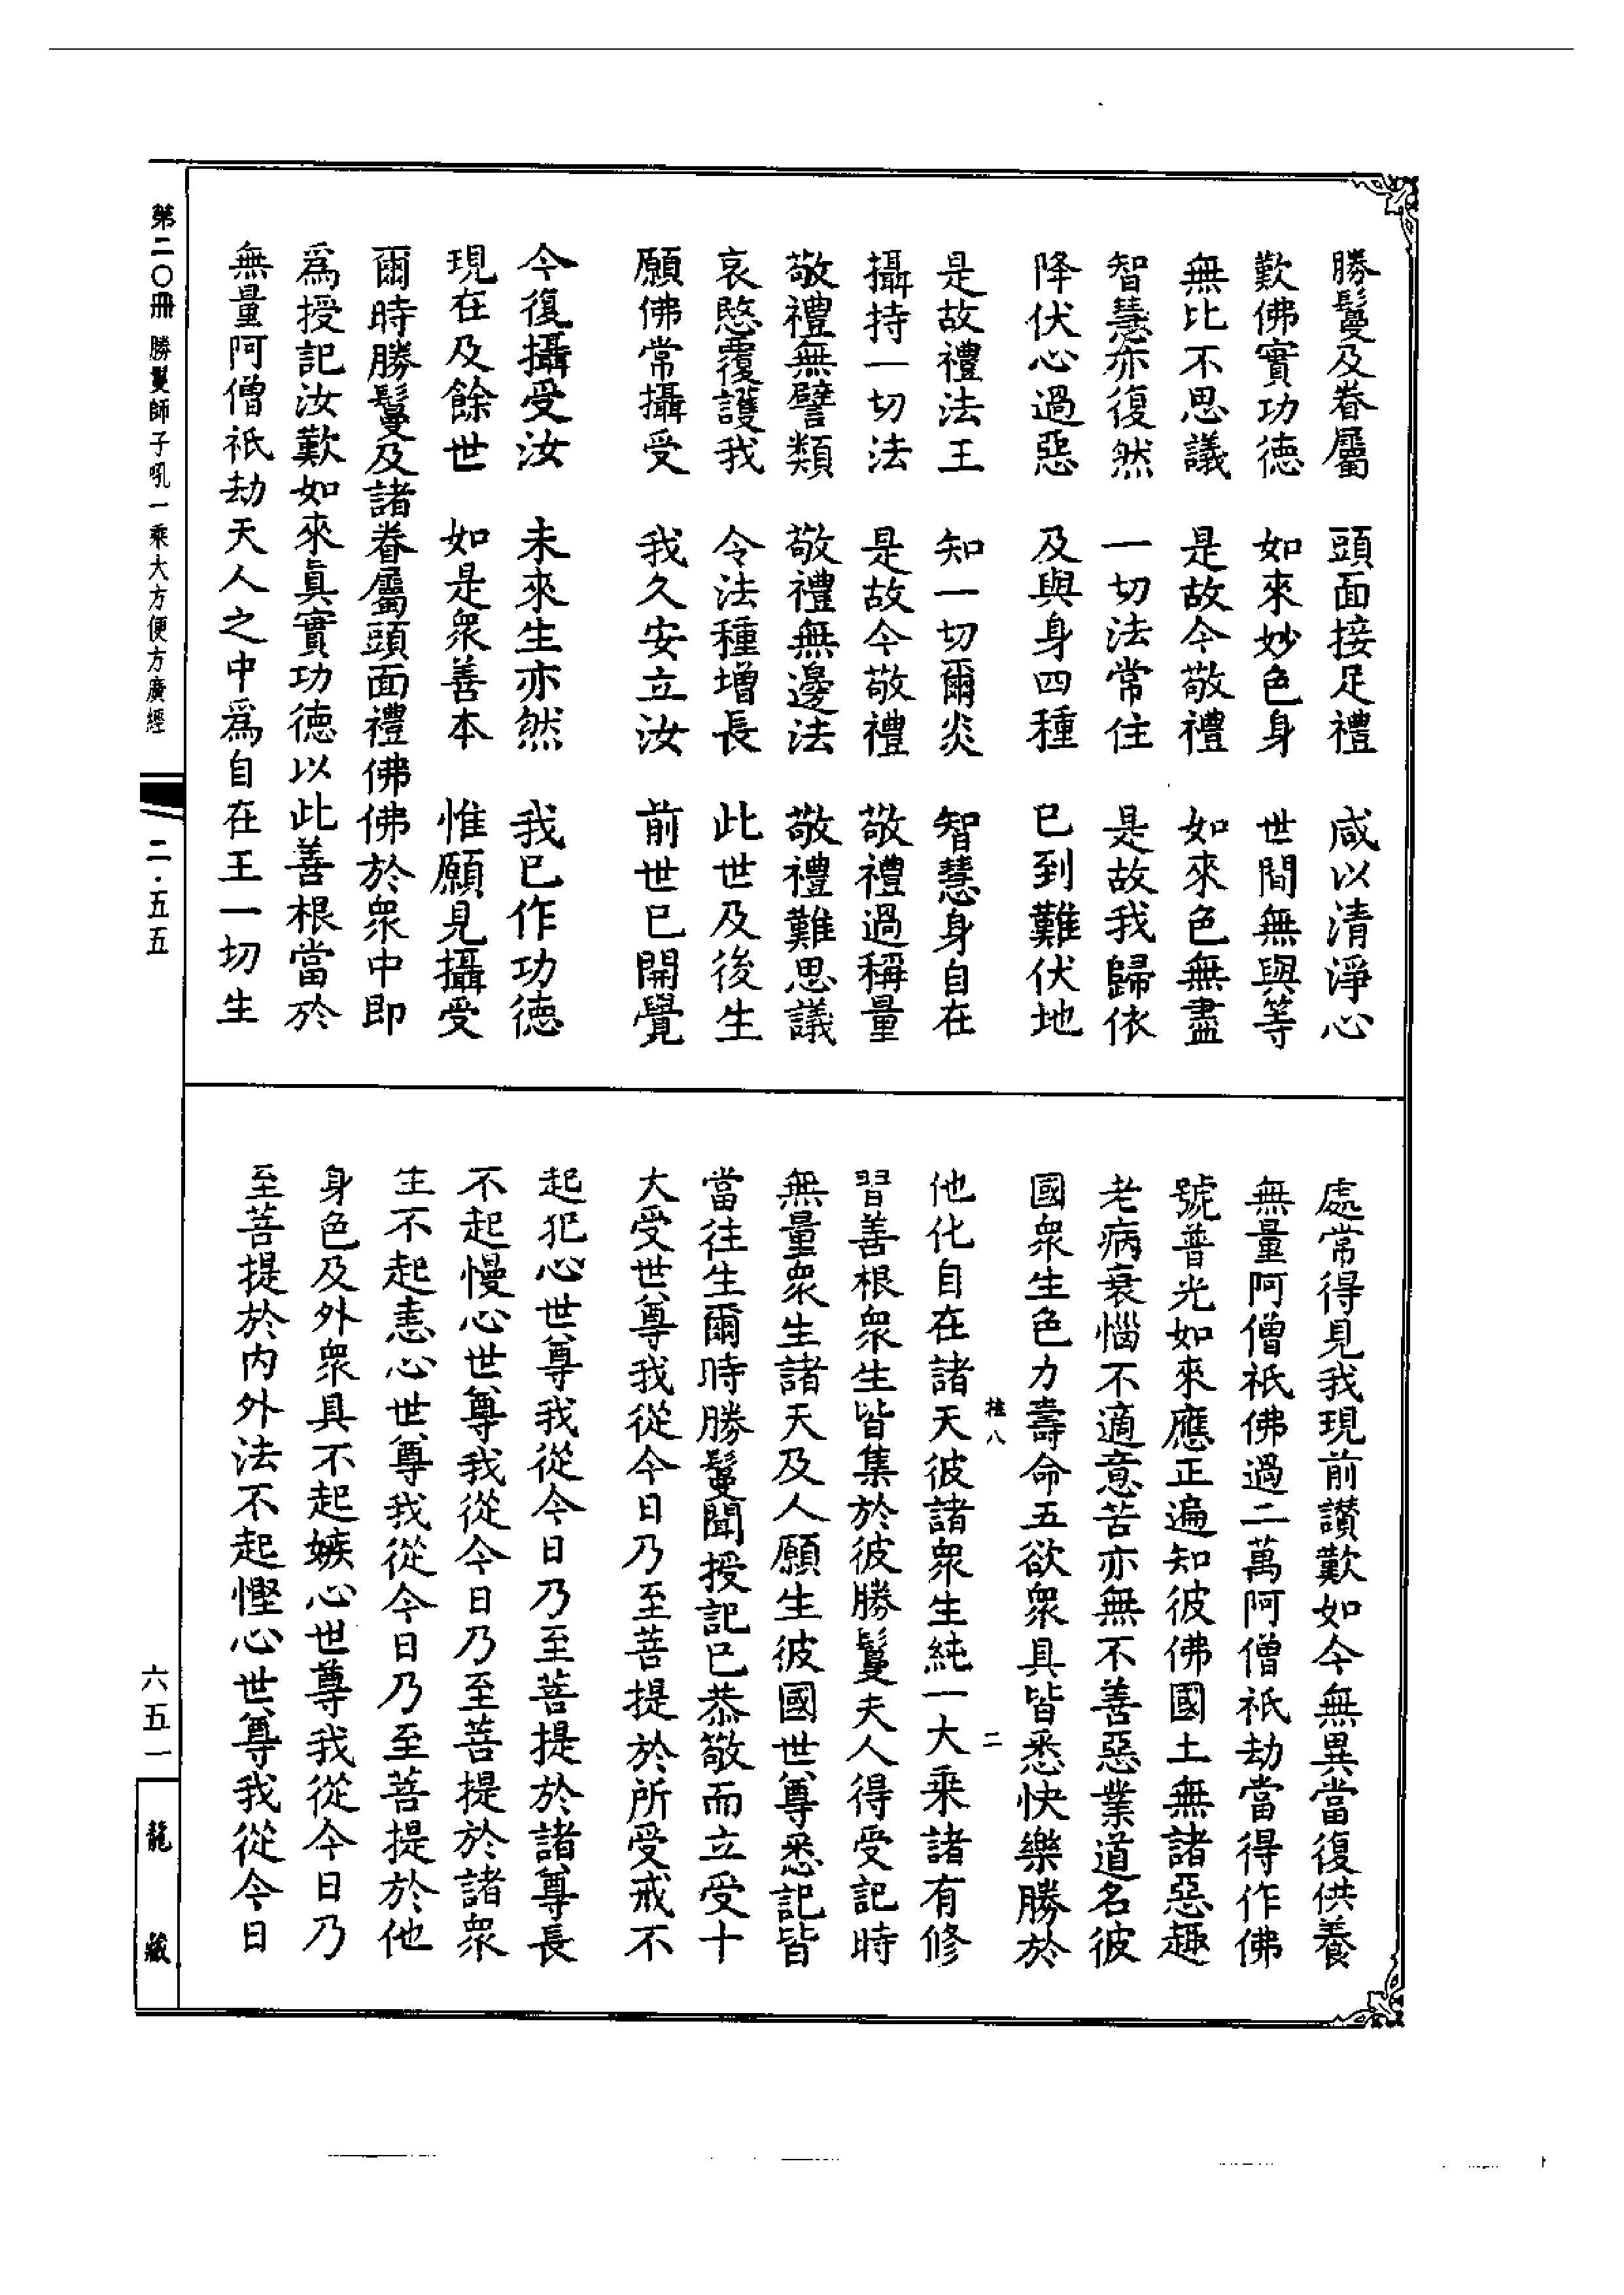 勝鬘及眷屬　頭面接足禮　咸以清淨心
歎佛實功德　如來妙色身　世間無與等
無比不思議　是故今敬禮　如來色無盡
智慧亦復然　一切法常住　是故我歸依
降伏心過惡　及與身四種　已到難伏地
是故禮法王　知一切爾炎　智慧身自在
攝持一切法　是故今敬禮　敬禮過稱量
敬禮無譬類　敬禮無邊法　敬禮難思議
哀愍覆護我　令法種增長　此世及後生
願佛常攝受　我久安立汝　前世已開覺
今復攝受汝　未來生亦然　我已作功德
現在及餘世　如是衆善本　惟願見攝受
爾時勝鬘及諸眷屬頭面禮佛佛於衆中即
爲授記汝歎如來眞實功德以此善根當於
無量阿僧祇劫天人之中爲自在王一切生
處常得見我現前讃歎如今無異當復供養
無量阿僧祇佛過二萬阿僧祇劫當得作佛
號普光如來應正遍知彼佛國土無諸惡趣
老病衰惱不適意苦亦無不善惡業道名彼
國衆生色力壽命五欲衆具皆悉快樂勝於
他化自在諸天彼諸衆生純一大乘諸有修
習善根衆生皆集於彼勝鬘夫人得受記時
無量衆生諸天及人願生彼國世尊悉記皆
當往生爾時勝鬘聞授記已恭敬而立受十
大受世尊我從今日乃至菩提於所受戒不
起犯心世尊我從今日乃至菩提於諸尊長
不起慢心世尊我從今日乃至菩提於諸衆
生不起恚心世尊我從今日乃至菩提於他
身色及外衆具不起嫉心世尊我從今日乃
至菩提於內外法不起慳心世尊我從今日
八
二
第二〇冊　勝鬘師子吼一乘大方便方廣經
二·五五
六五一
龍藏